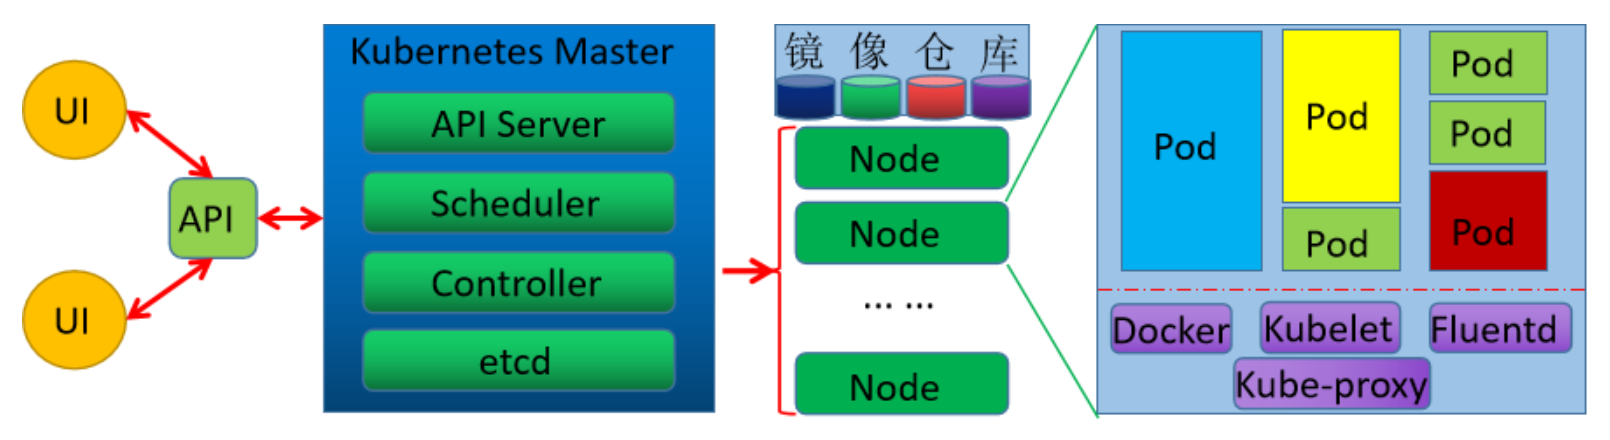 UI
UI
API
Kubernetes Master
API Server
Scheduler
Controller
etcd
镜 像 仓 库
Node
Node
... ...
Node
Pod
Pod
Pod
Pod
Pod
Pod
Docker
Kubelet
Fluentd
Kube-proxy